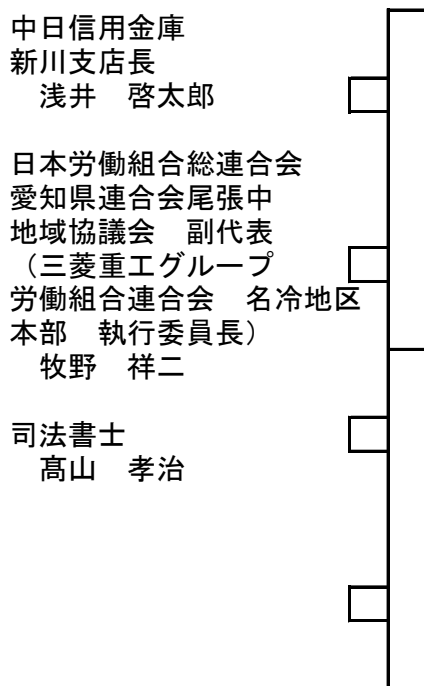 中日信用金庫
新川支店長
　浅井　啓太郎
日本労働組合総連合会
愛知県連合会尾張中
地域協議会　副代表
（三菱重工グループ
労働組合連合会　名冷地区
本部　執行委員長）
　牧野　祥二
司法書士
　髙山　孝治